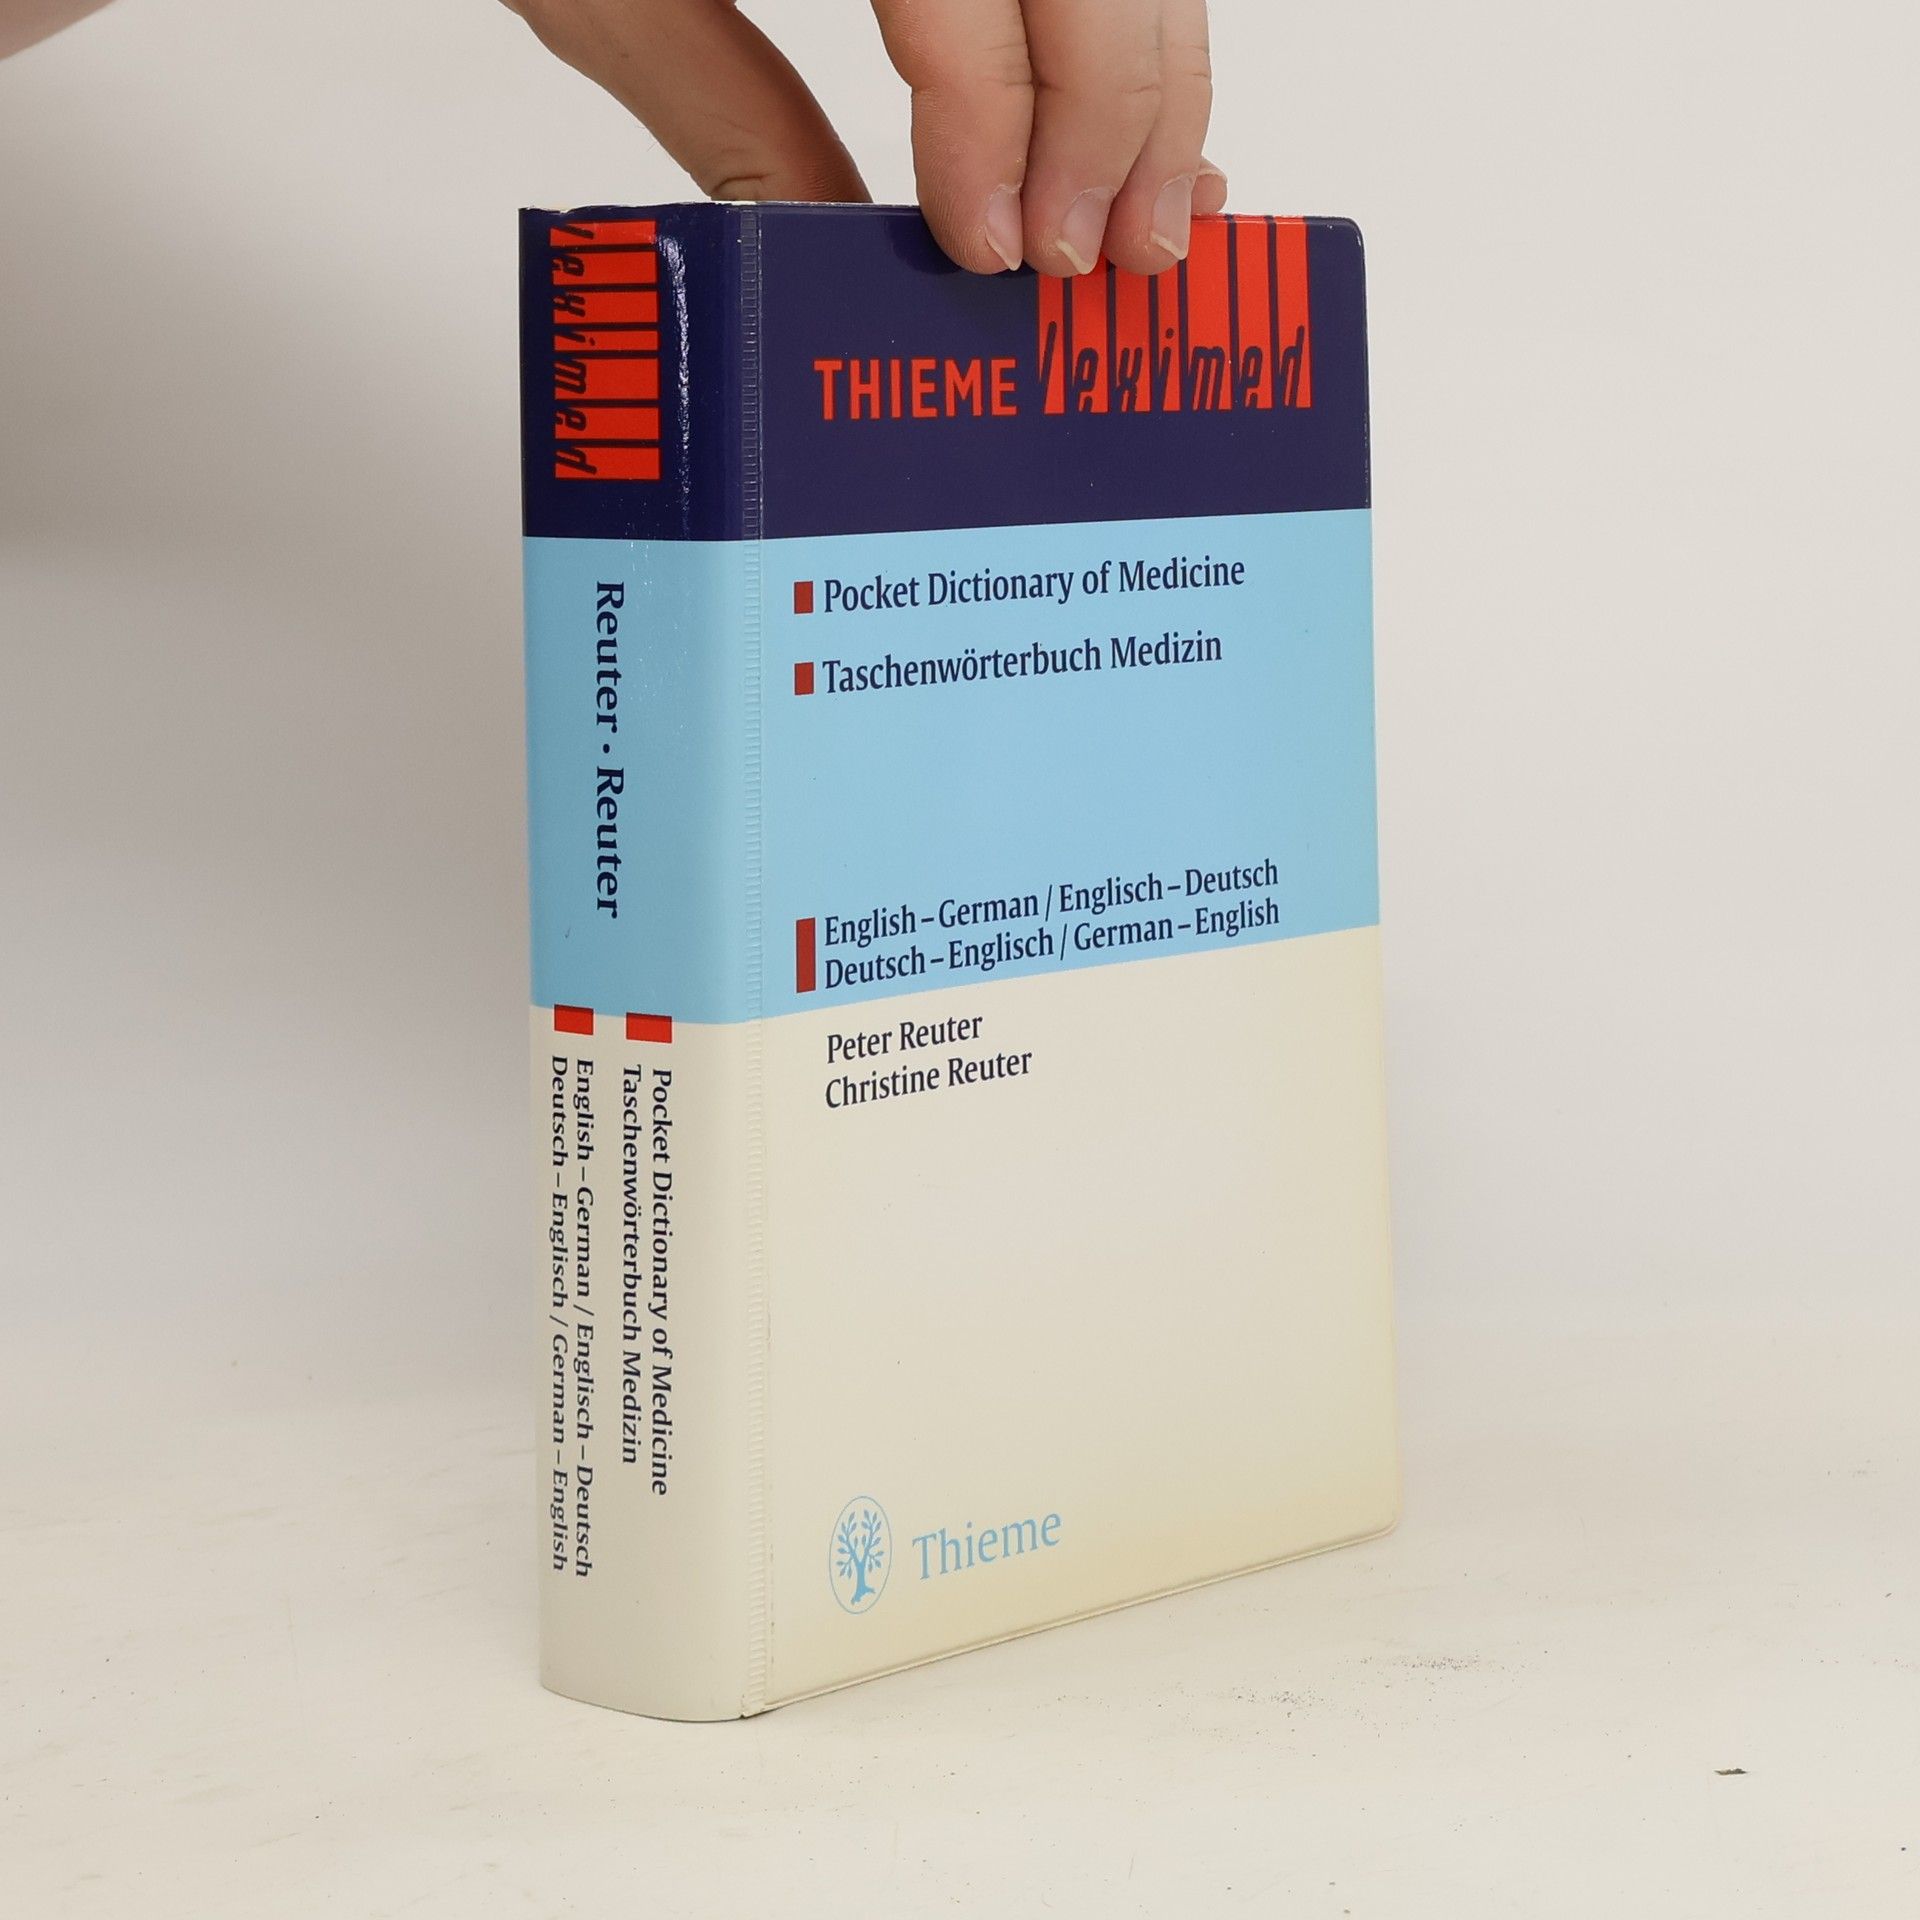 THIEME leximed
Pocket Dictionary of Medicine
Taschenwörterbuch Medizin
English – German / Englisch – Deutsch
Deutsch – Englisch / German – English
Peter Reuter
Christine Reuter
Thieme
leximed
Reuter · Reuter
Pocket Dictionary of Medicine
Taschenwörterbuch Medizin
English – German / Englisch – Deutsch
Deutsch – Englisch / German – English